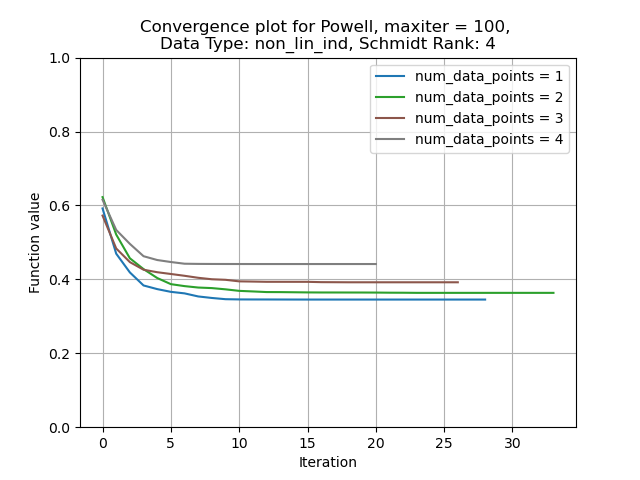 Convergence plot for Powell, maxiter = 100,
Data Type: non_lin_ind, Schmidt Rank: 4
num_data_points = 1
num_data_points = 2
num_data_points = 3
num_data_points = 4
1.0
0.8
0.6
0.4
0.2
0.0
Function value
0 5 10 15 20 25 30
Iteration